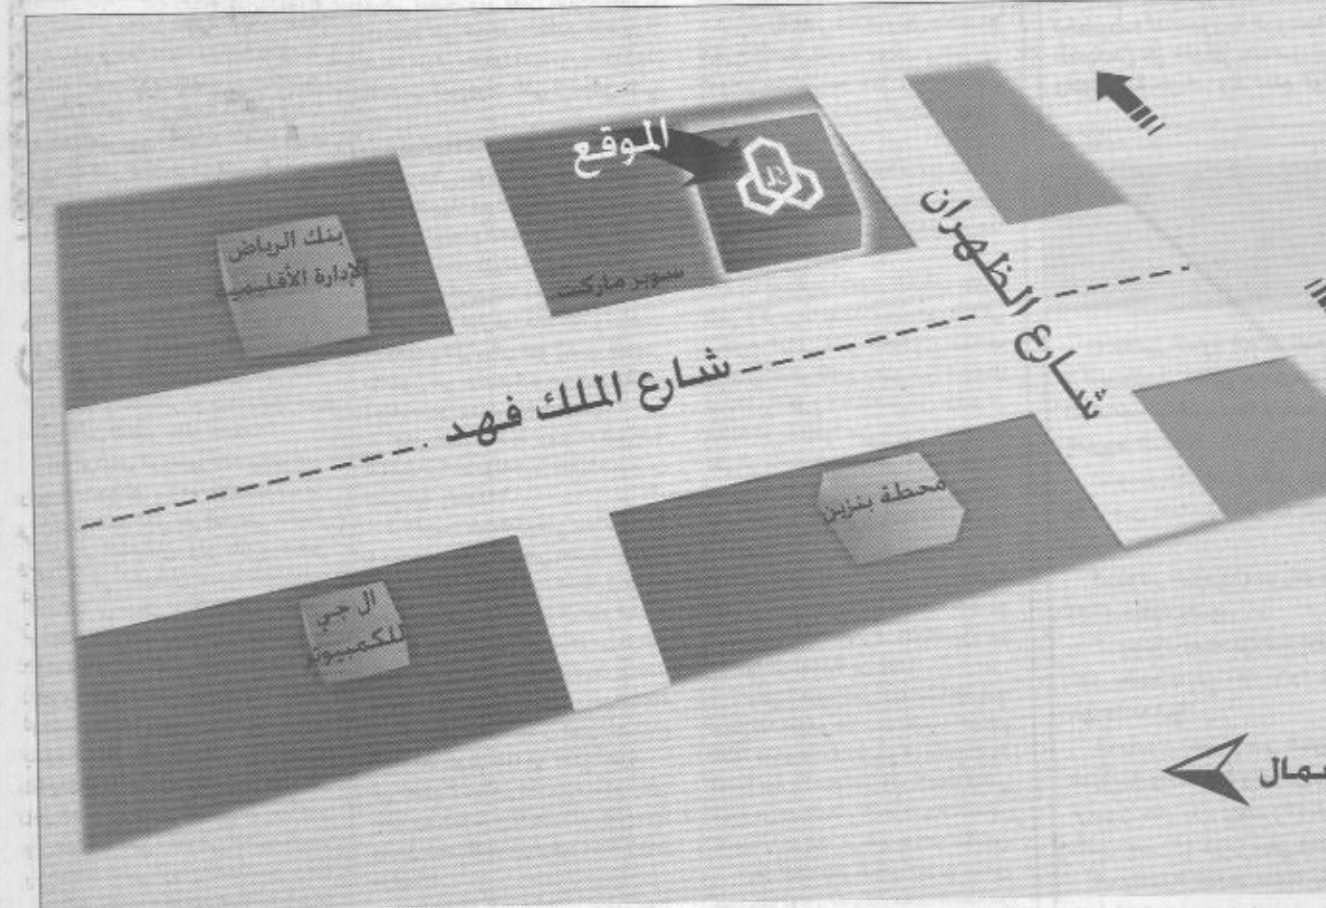 الموقع
بنك الرياض
الإدارة الأقليمية
سوبر ماركت
شارع الظهران
شارع الملك فهد
محطة بنزين
ال جي
للكمبيوتر